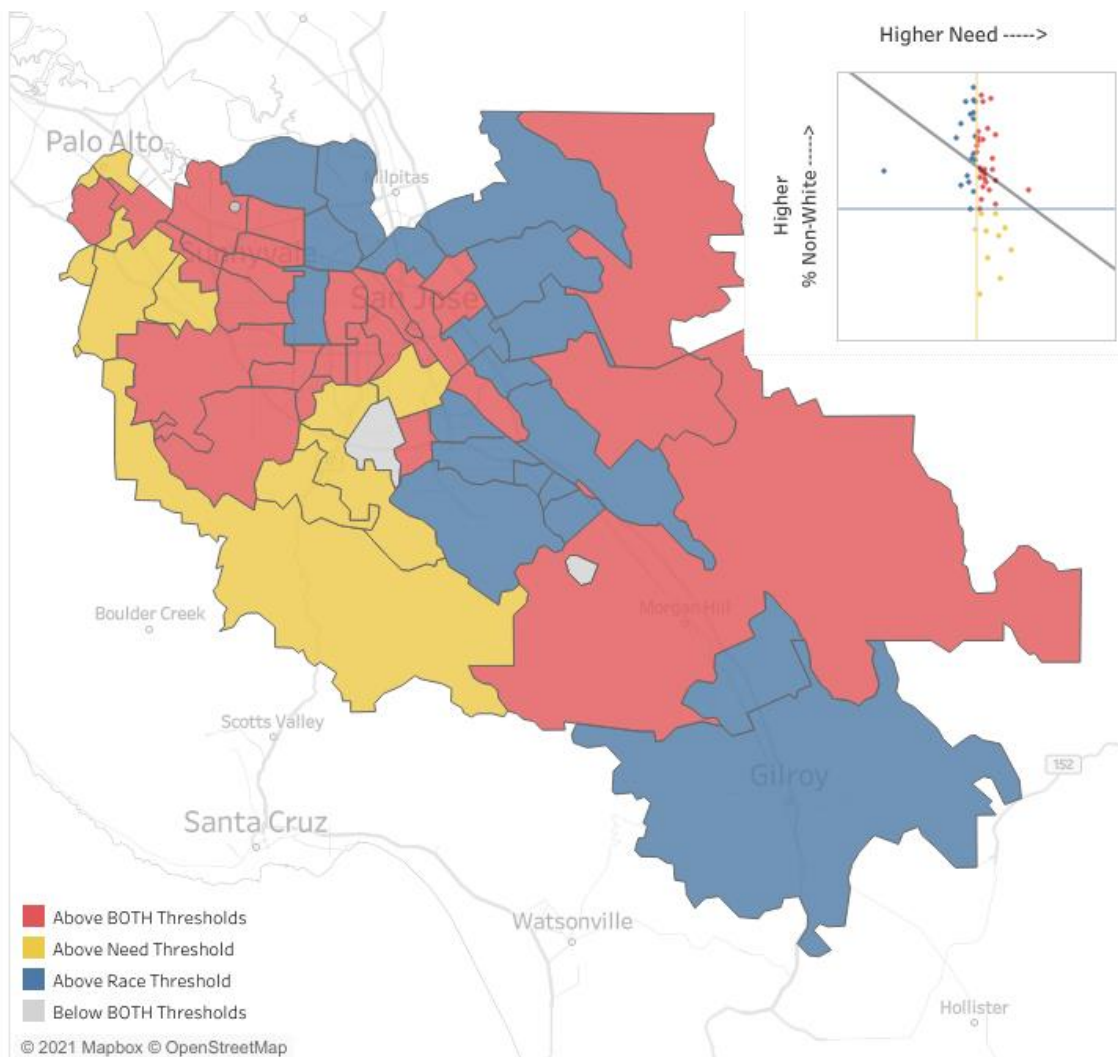 Higher Need ----->
Higher
% Non-White ----->
Palo Alto
Milpitas
Sunnyvale
San Jose
Boulder Creek
Morgan Hill
Scotts Valley
Gilroy
152
Santa Cruz
Watsonville
Hollister
Above BOTH Thresholds
Above Need Threshold
Above Race Threshold
Below BOTH Thresholds
© 2021 Mapbox © OpenStreetMap